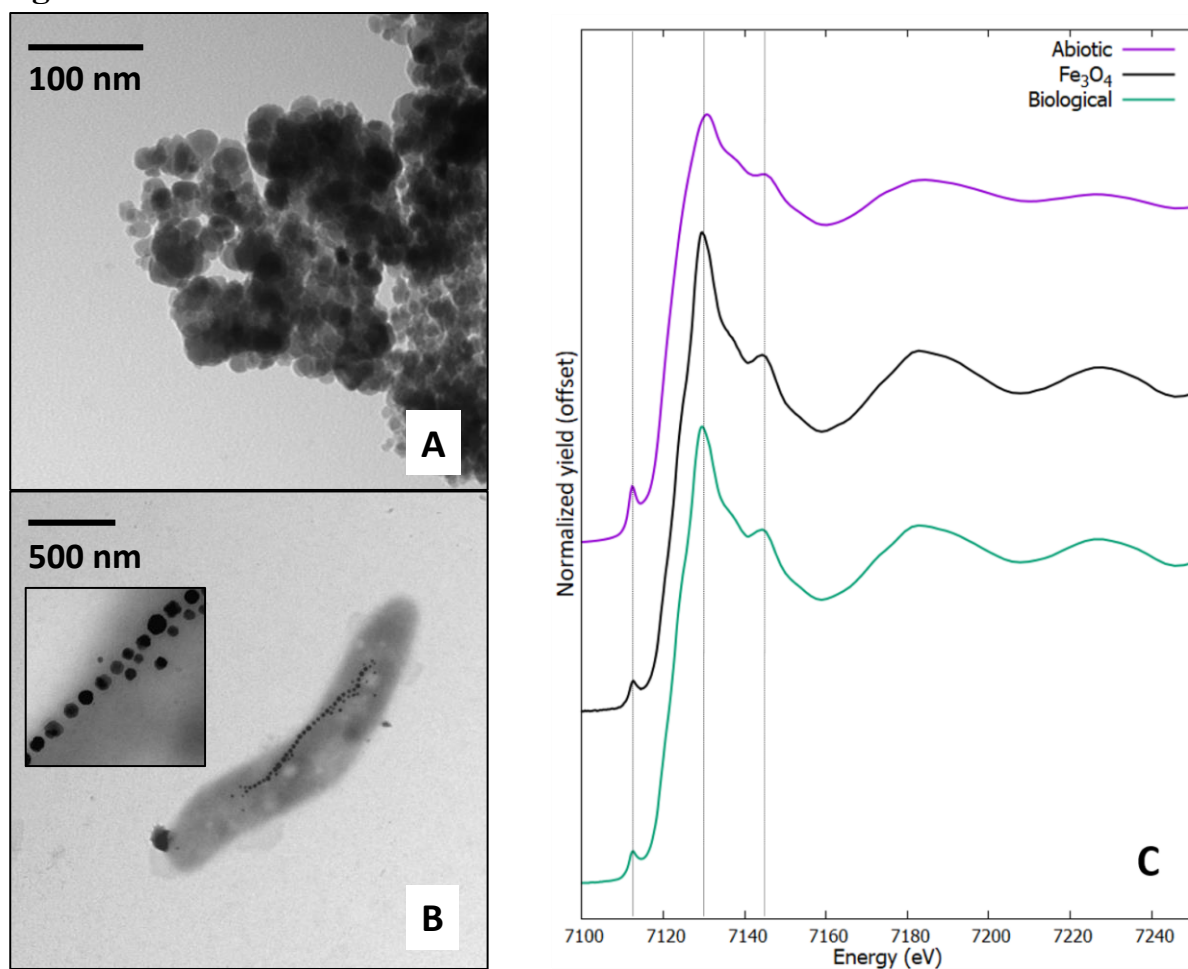 100 nm
A
500 nm
B
Abiotic
Fe₃O₄
Biological
Normalized yield (offset)
C
7100 7120 7140 7160 7180 7200 7220 7240
Energy (eV)